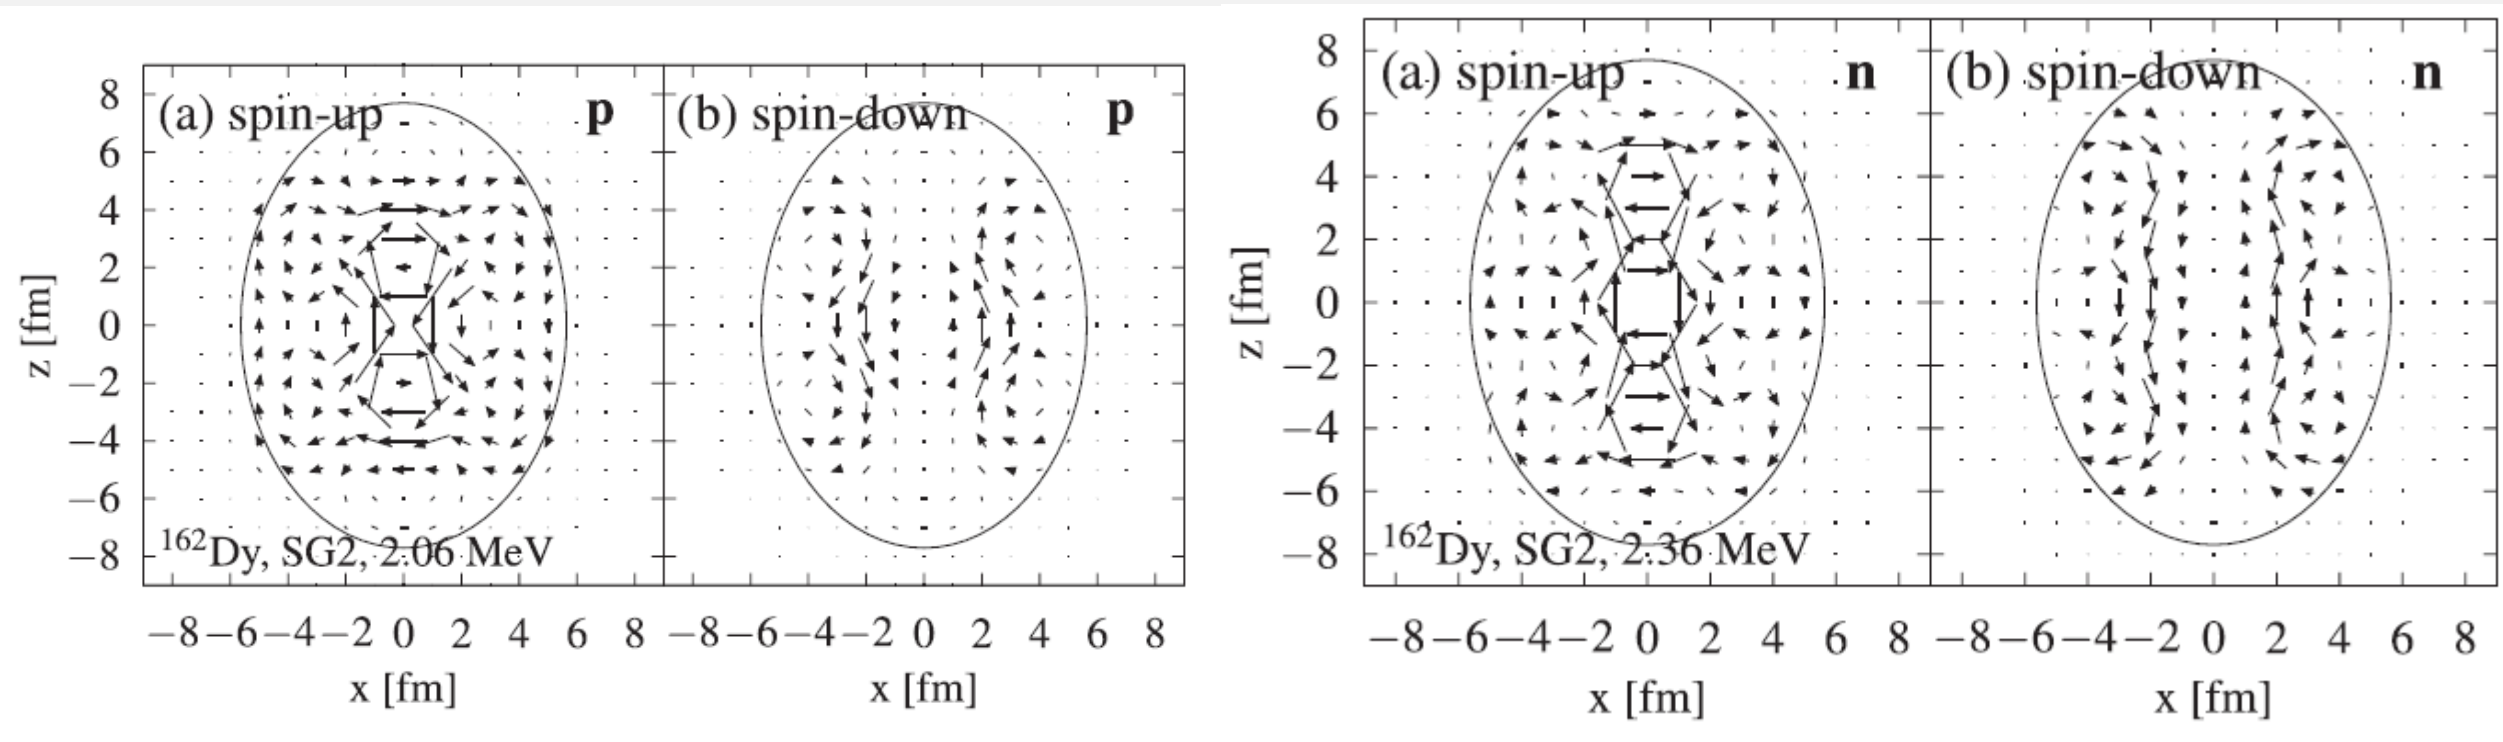 (a) spin-up p
(b) spin-down p
8
6
4
2
0
−2
−4
−6
−8
z [fm]
162Dy, SG2, 2.06 MeV
−8 −6 −4 −2 0 2 4 6 8
−8 −6 −4 −2 0 2 4 6 8
x [fm]
x [fm]
(a) spin-up n
(b) spin-down n
8
6
4
2
0
−2
−4
−6
−8
z [fm]
162Dy, SG2, 2.36 MeV
−8 −6 −4 −2 0 2 4 6 8
−8 −6 −4 −2 0 2 4 6 8
x [fm]
x [fm]